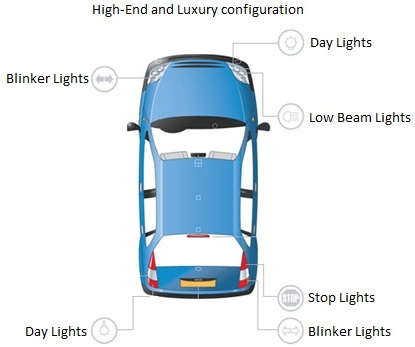 High-End and Luxury configuration
Day Lights
Blinker Lights
Low Beam Lights
STOP
Stop Lights
Day Lights
Blinker Lights